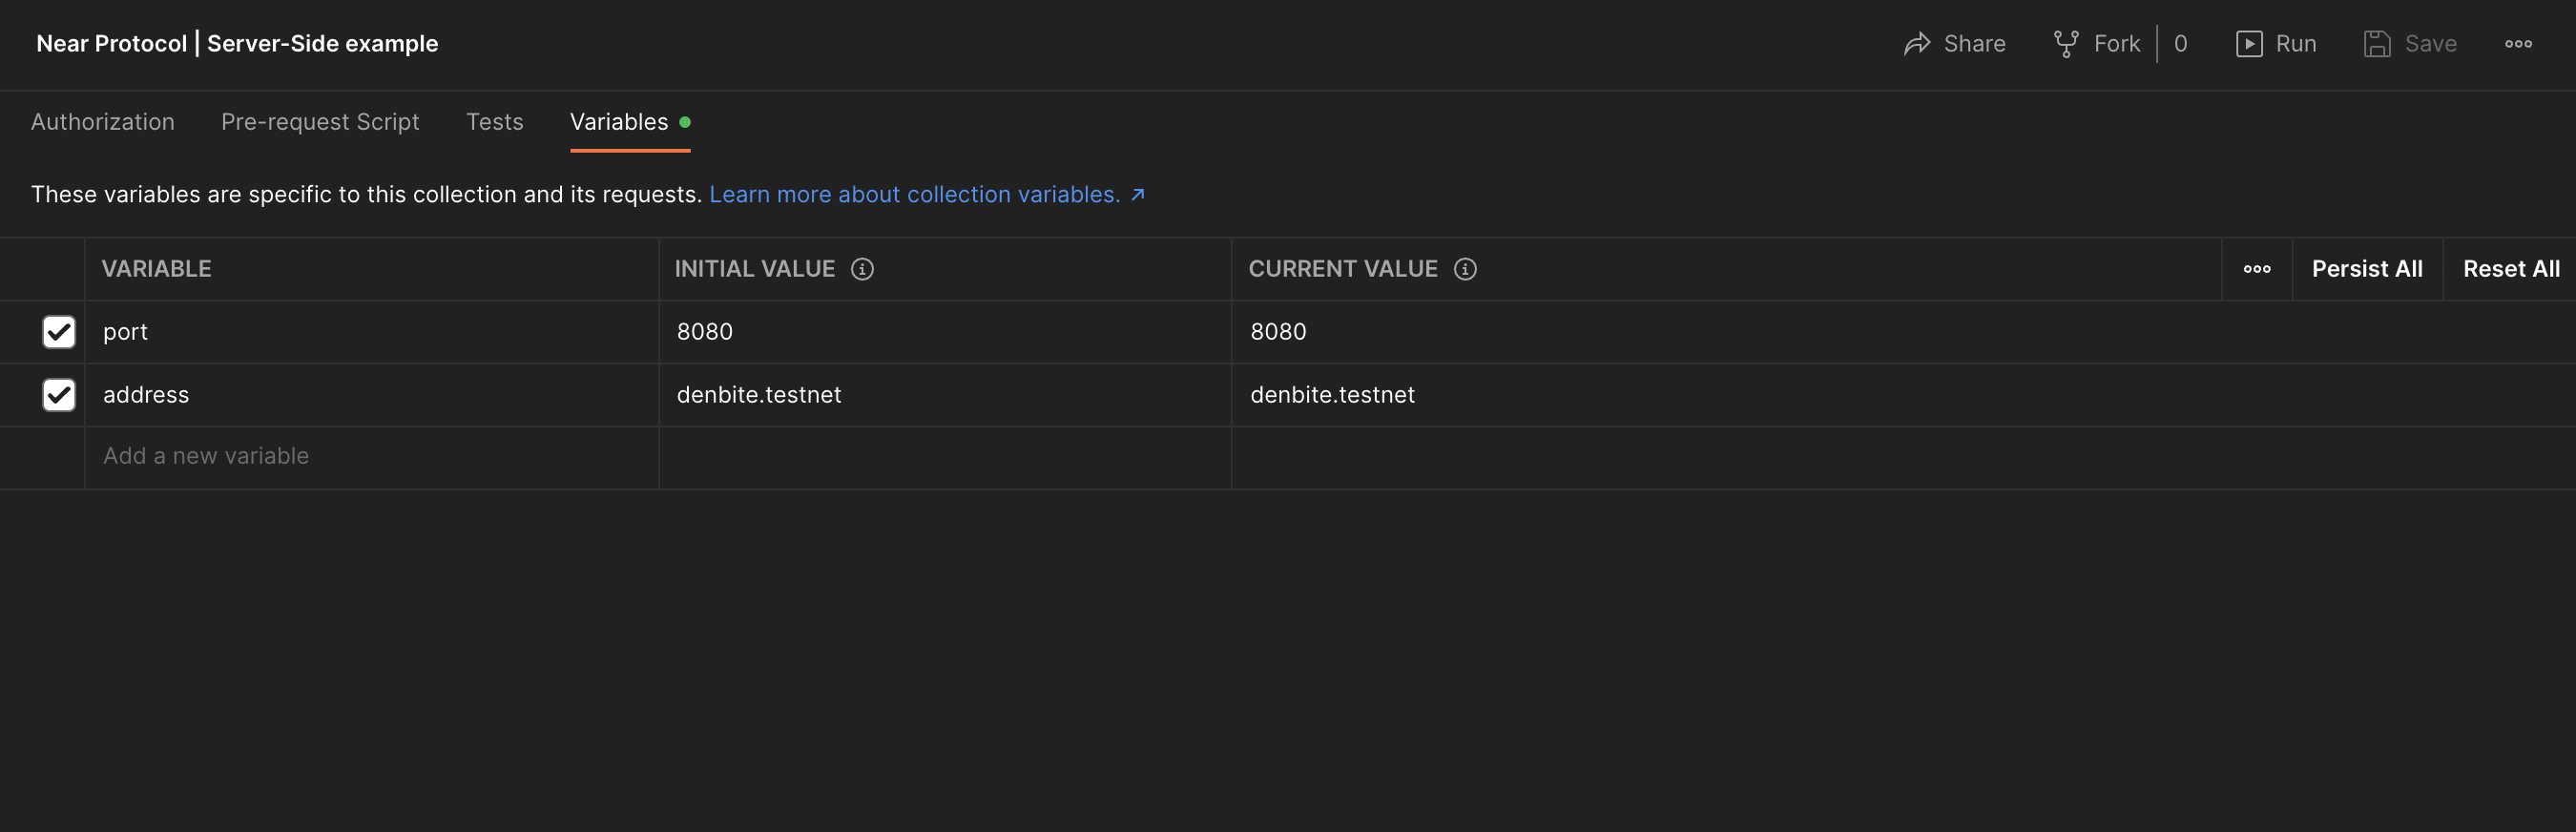 Near Protocol | Server-Side example Share Fork 0 Run Save
Authorization Pre-request Script Tests Variables
These variables are specific to this collection and its requests. Learn more about collection variables. ↗
VARIABLE INITIAL VALUE CURRENT VALUE Persist All Reset All
port 8080 8080
address denbite.testnet denbite.testnet
Add a new variable